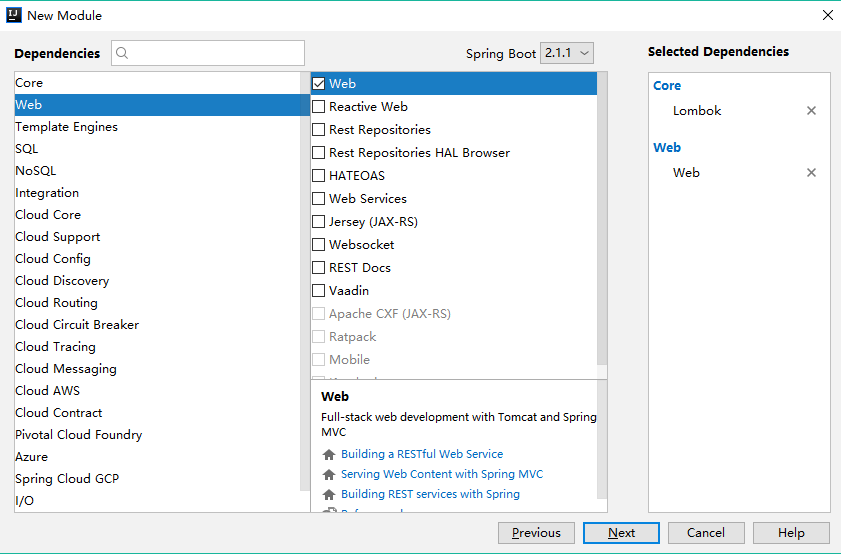 New Module
Dependencies
Spring Boot 2.1.1
Selected Dependencies
Core
Web
Template Engines
SQL
NoSQL
Integration
Cloud Core
Cloud Support
Cloud Config
Cloud Discovery
Cloud Routing
Cloud Circuit Breaker
Cloud Tracing
Cloud Messaging
Cloud AWS
Cloud Contract
Pivotal Cloud Foundry
Azure
Spring Cloud GCP
I/O
Web
Reactive Web
Rest Repositories
Rest Repositories HAL Browser
HATEOAS
Web Services
Jersey (JAX-RS)
Websocket
REST Docs
Vaadin
Apache CXF (JAX-RS)
Ratpack
Mobile
Web
Full-stack web development with Tomcat and Spring
MVC
Building a RESTful Web Service
Serving Web Content with Spring MVC
Building REST services with Spring
Core
Lombok
Web
Web
Previous
Next
Cancel
Help